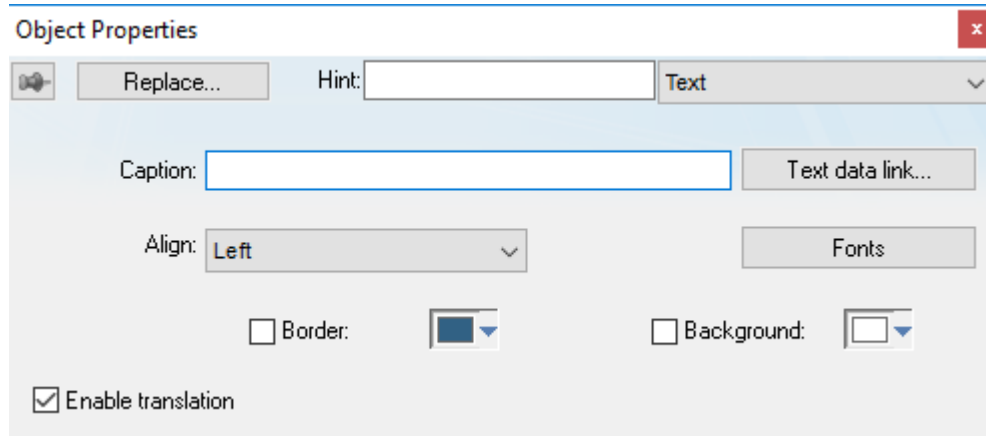 Object Properties
x
Replace... Hint: Text
Caption: Text data link...
Align: Left Fonts
Border: Background:
Enable translation